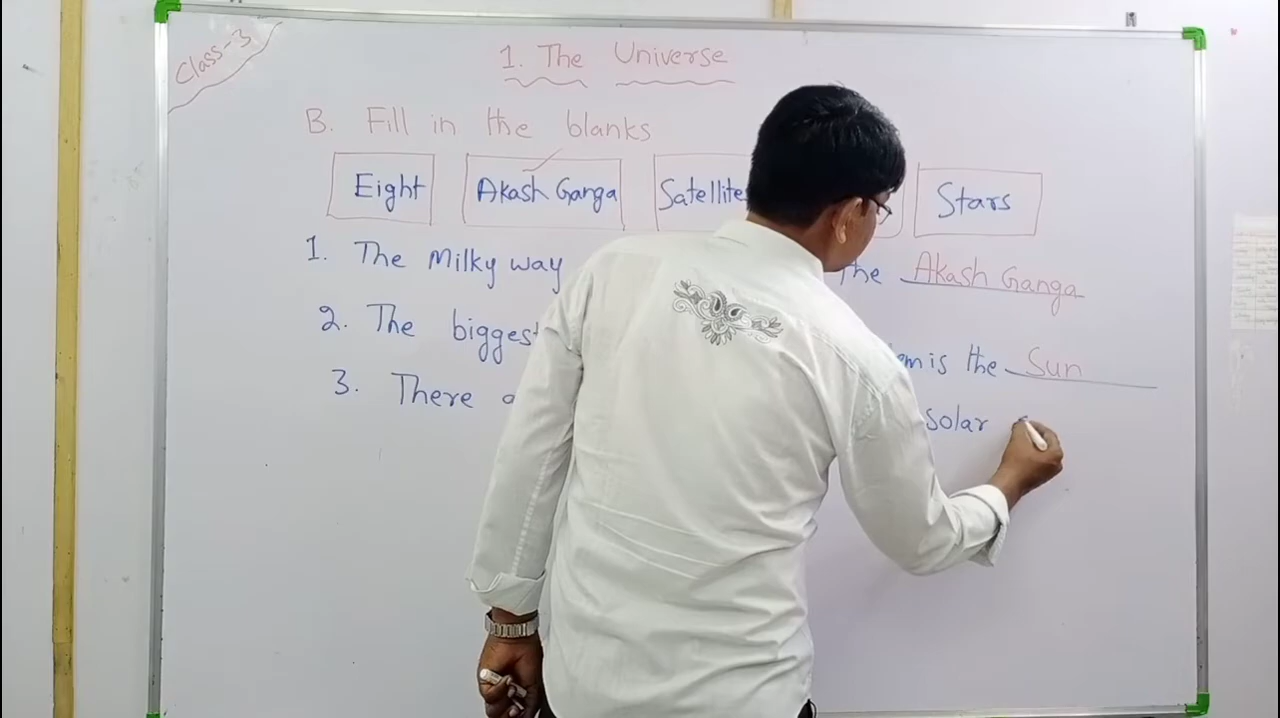 Class-3
1. The Universe
B. Fill in the blanks
Eight Akash Ganga Satellites Stars
1. The Milky way the Akash Ganga
2. The biggest is the Sun
3. There solar